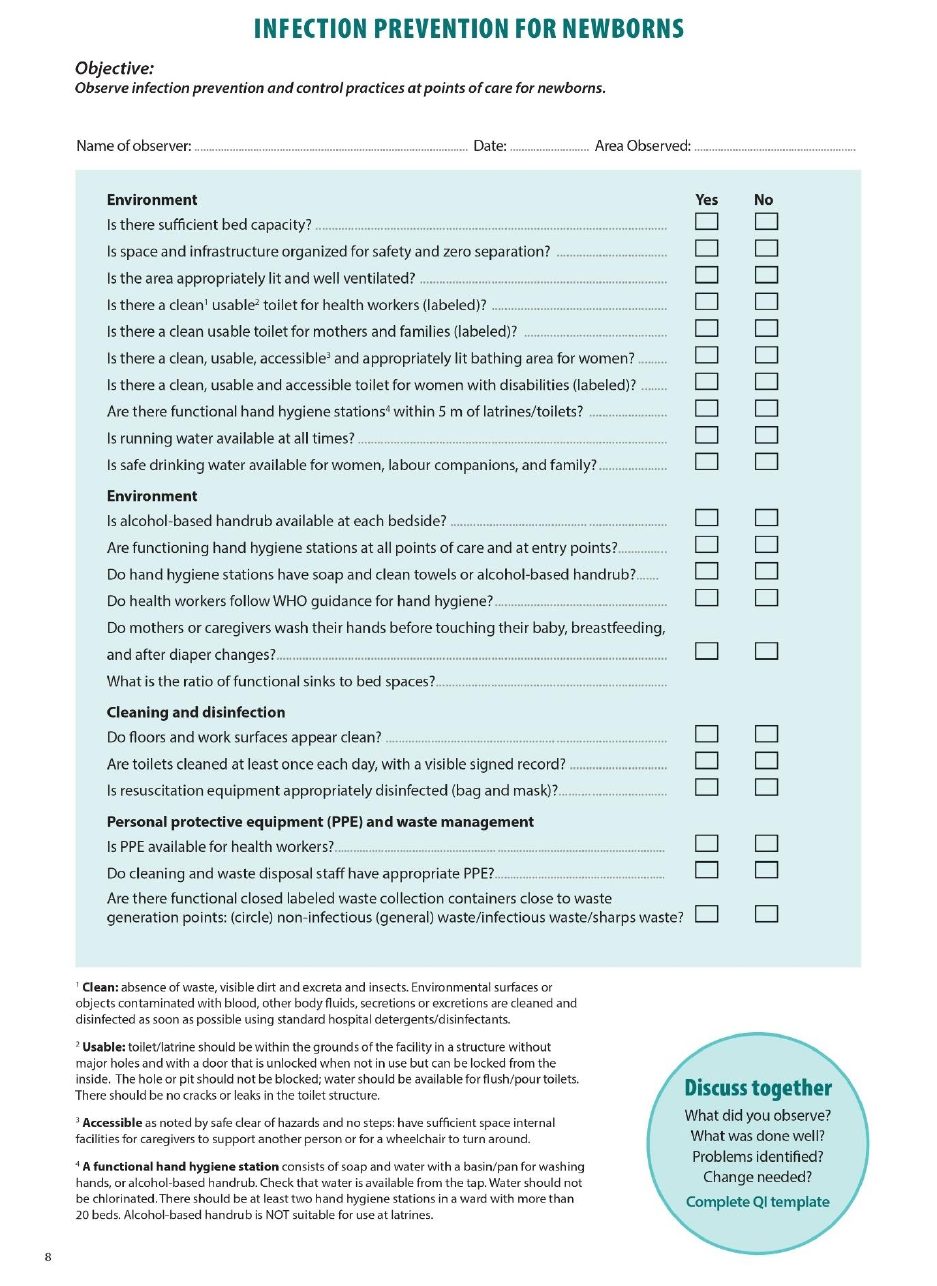 INFECTION PREVENTION FOR NEWBORNS
Objective:
Observe infection prevention and control practices at points of care for newborns.
Name of observer: ........................ Date: ............ Area Observed: ........................
Environment Yes No
Is there sufficient bed capacity?
Is space and infrastructure organized for safety and zero separation?
Is the area appropriately lit and well ventilated?
Is there a clean¹ usable² toilet for health workers (labeled)?
Is there a clean usable toilet for mothers and families (labeled)?
Is there a clean, usable, accessible³ and appropriately lit bathing area for women?
Is there a clean, usable and accessible toilet for women with disabilities (labeled)?
Are there functional hand hygiene stations⁴ within 5 m of latrines/toilets?
Is running water available at all times?
Is safe drinking water available for women, labour companions, and family?
Environment
Is alcohol-based handrub available at each bedside?
Are functioning hand hygiene stations at all points of care and at entry points?
Do hand hygiene stations have soap and clean towels or alcohol-based handrub?
Do health workers follow WHO guidance for hand hygiene?
Do mothers or caregivers wash their hands before touching their baby, breastfeeding,
and after diaper changes?
What is the ratio of functional sinks to bed spaces?
Cleaning and disinfection
Do floors and work surfaces appear clean?
Are toilets cleaned at least once each day, with a visible signed record?
Is resuscitation equipment appropriately disinfected (bag and mask)?
Personal protective equipment (PPE) and waste management
Is PPE available for health workers?
Do cleaning and waste disposal staff have appropriate PPE?
Are there functional closed labeled waste collection containers close to waste
generation points: (circle) non-infectious (general) waste/infectious waste/sharps waste?
¹ Clean: absence of waste, visible dirt and excreta and insects. Environmental surfaces or
objects contaminated with blood, other body fluids, secretions or excretions are cleaned and
disinfected as soon as possible using standard hospital detergents/disinfectants.
² Usable: toilet/latrine should be within the grounds of the facility in a structure without
major holes and with a door that is unlocked when not in use but can be locked from the
inside. The hole or pit should not be blocked; water should be available for flush/pour toilets.
There should be no cracks or leaks in the toilet structure.
³ Accessible as noted by safe clear of hazards and no steps: have sufficient space internal
facilities for caregivers to support another person or for a wheelchair to turn around.
⁴ A functional hand hygiene station consists of soap and water with a basin/pan for washing
hands, or alcohol-based handrub. Check that water is available from the tap. Water should not
be chlorinated. There should be at least two hand hygiene stations in a ward with more than
20 beds. Alcohol-based handrub is NOT suitable for use at latrines.
Discuss together
What did you observe?
What was done well?
Problems identified?
Change needed?
Complete QI template
8